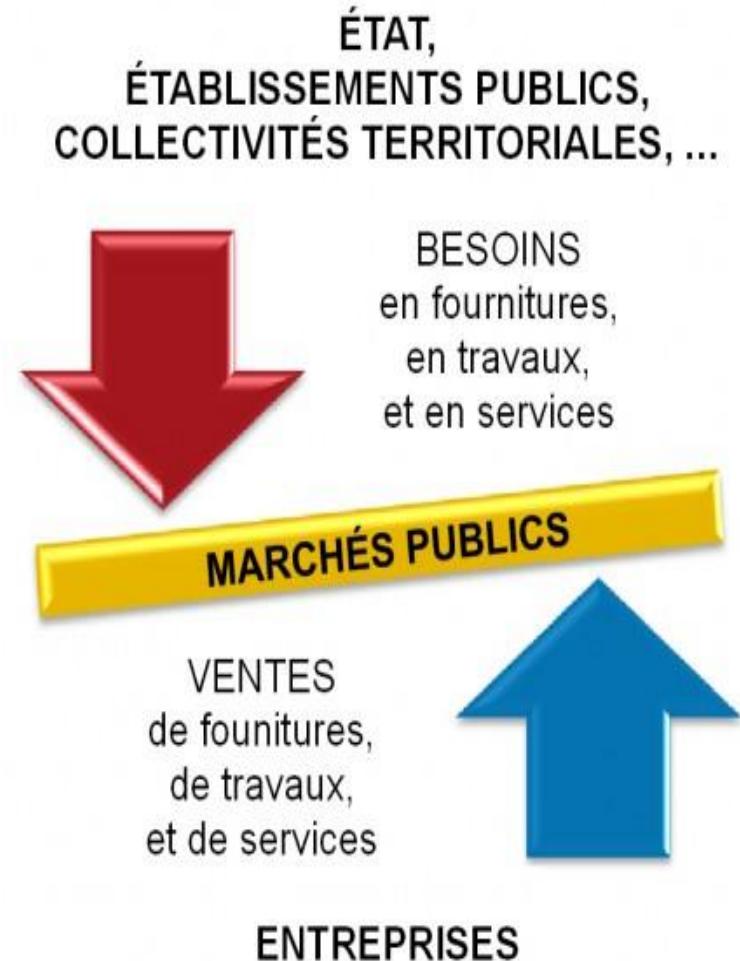 ÉTAT,
ÉTABLISSEMENTS PUBLICS,
COLLECTIVITÉS TERRITORIALES, ...
BESOINS
en fournitures,
en travaux,
et en services
MARCHÉS PUBLICS
VENTES
de founitures,
de travaux,
et de services
ENTREPRISES